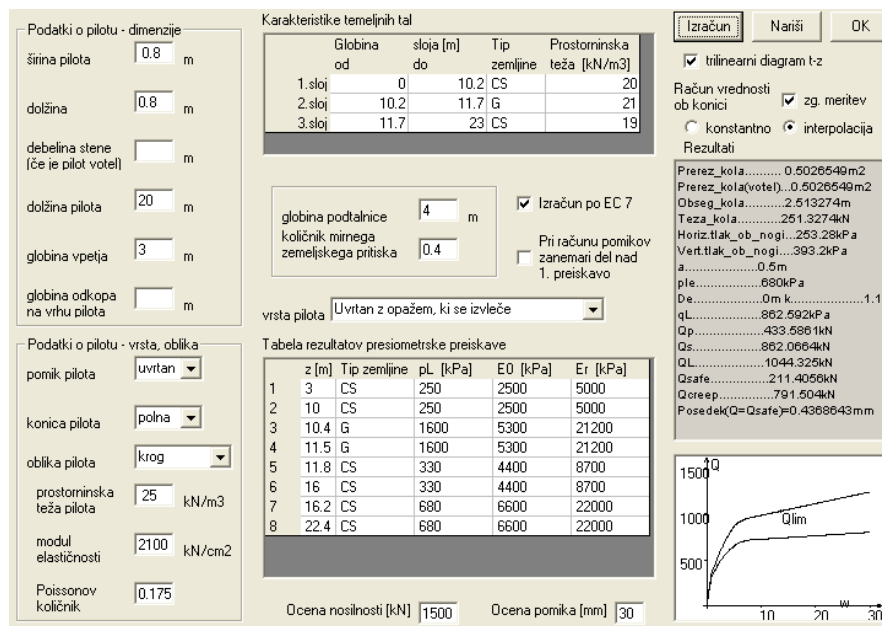 Podatki o pilotu - dimenzije
širina pilota 0.8 m
dolžina 0.8 m
debelina stene
(če je pilot votel) m
dolžina pilota 20 m
globina vpetja 3 m
globina odkopa
na vrhu pilota m
Podatki o pilotu - vrsta, oblika
pomik pilota uvrtan
konica pilota polna
oblika pilota krog
prostorninska
teža pilota 25 kN/m3
modul
elastičnosti 2100 kN/cm2
Poissonov
količnik 0.175
Karakteristike temeljnih tal
Globina sloja [m] Tip Prostorninska
od do zemljine teža [kN/m3]
1.sloj 0 10.2 CS 20
2.sloj 10.2 11.7 G 21
3.sloj 11.7 23 CS 19
globina podtalnice 4 m
količnik mirnega
zemeljskega pritiska 0.4
Izračun po EC 7
Pri računu pomikov
zanemari del nad
1. preiskavo
vrsta pilota Uvrtan z opažem, ki se izvleče
Tabela rezultatov presiometrske preiskave
z [m] Tip zemljine pL [kPa] E0 [kPa] Er [kPa]
1 3 CS 250 2500 5000
2 10 CS 250 2500 5000
3 10.4 G 1600 5300 21200
4 11.5 G 1600 5300 21200
5 11.8 CS 330 4400 8700
6 16 CS 330 4400 8700
7 16.2 CS 680 6600 22000
8 22.4 CS 680 6600 22000
Ocena nosilnosti [kN] 1500 Ocena pomika [mm] 30
Izračun Nariši OK
trilinearni diagram t-z
Račun vrednosti
ob konici zg. meritev
konstantno interpolacija
Rezultati
Prerez_kola.......... 0.5026549m2
Prerez_kola(votel)...0.5026549m2
Obseg_kola..........2.513274m
Teza_kola............251.3274kN
Horiz.tlak_ob_nogi...253.28kPa
Vert.tlak_ob_nogi....393.2kPa
a...................0.5m
ple..................680kPa
De..................0m k................1.1
qL..................862.592kPa
Qp..................433.5861kN
Qs..................862.0664kN
QL..................1044.325kN
Qsafe...............211.4056kN
Qcreep............791.504kN
Posedek(Q=Qsafe)=0.4368643mm
Q
1500
1000
500
Qlim
w
10 20 30